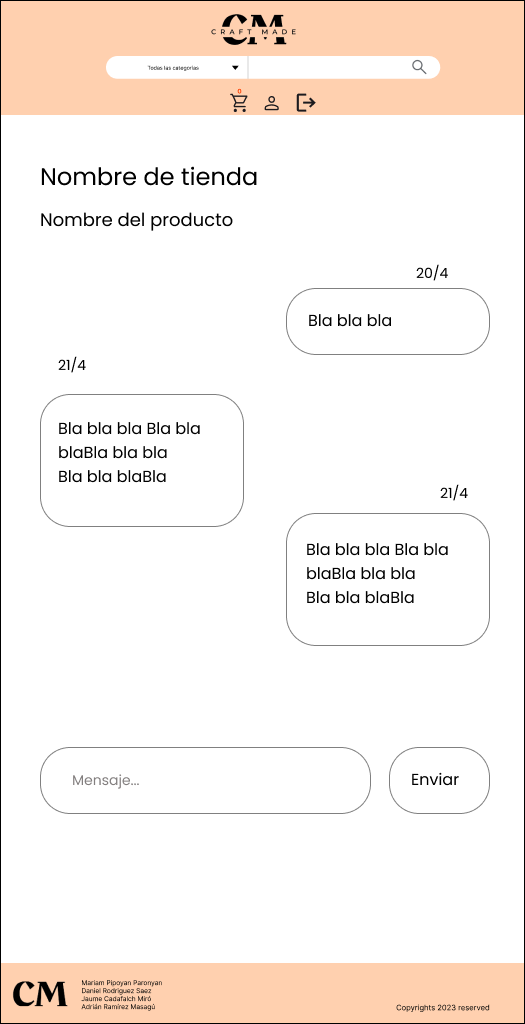 CM
CRAFT MADE
Todas las categorías
0
Nombre de tienda
Nombre del producto
20/4
Bla bla bla
21/4
Bla bla bla Bla bla
blaBla bla bla
Bla bla blaBla
21/4
Bla bla bla Bla bla
blaBla bla bla
Bla bla blaBla
Mensaje...
Enviar
CM
Mariam Pipoyan Paronyan
Daniel Rodriguez Saez
Jaume Cadafalch Miró
Adrián Ramírez Masagú
Copyrights 2023 reserved